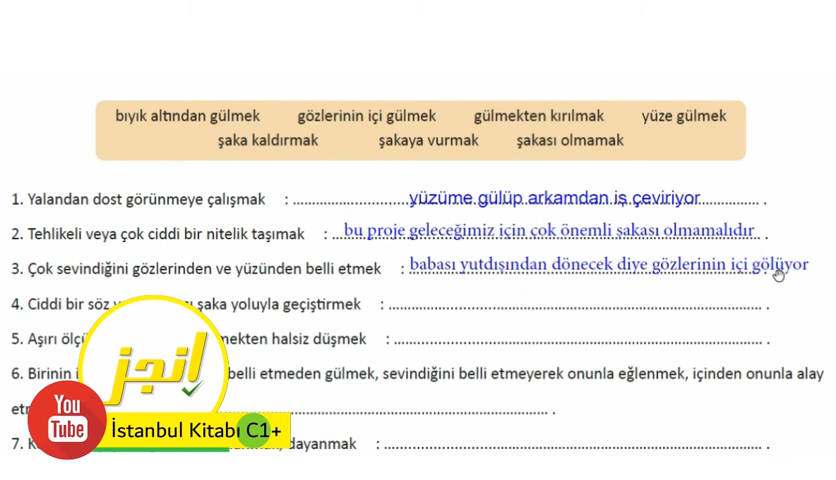 bıyık altından gülmek gözlerinin içi gülmek gülmekten kırılmak yüze gülmek
şaka kaldırmak şakaya vurmak şakası olmamak
1. Yalandan dost görünmeye çalışmak : yüzüme gülüp arkamdan iş çeviriyor .
2. Tehlikeli veya çok ciddi bir nitelik taşımak : bu proje geleceğimiz için çok önemli şakası olmamalıdır .
3. Çok sevindiğini gözlerinden ve yüzünden belli etmek : babası yutdışından dönecek diye gözlerinin içi gölüyor
4. Ciddi bir söz şaka yoluyla geçiştirmek : .
5. Aşırı halsiz düşmek : .
6. Birinin belli etmeden gülmek, sevindiğini belli etmeyerek onunla eğlenmek, içinden onunla alay
.
7. dayanmak : .
انجز
You
Tube
İstanbul Kitabı C1+